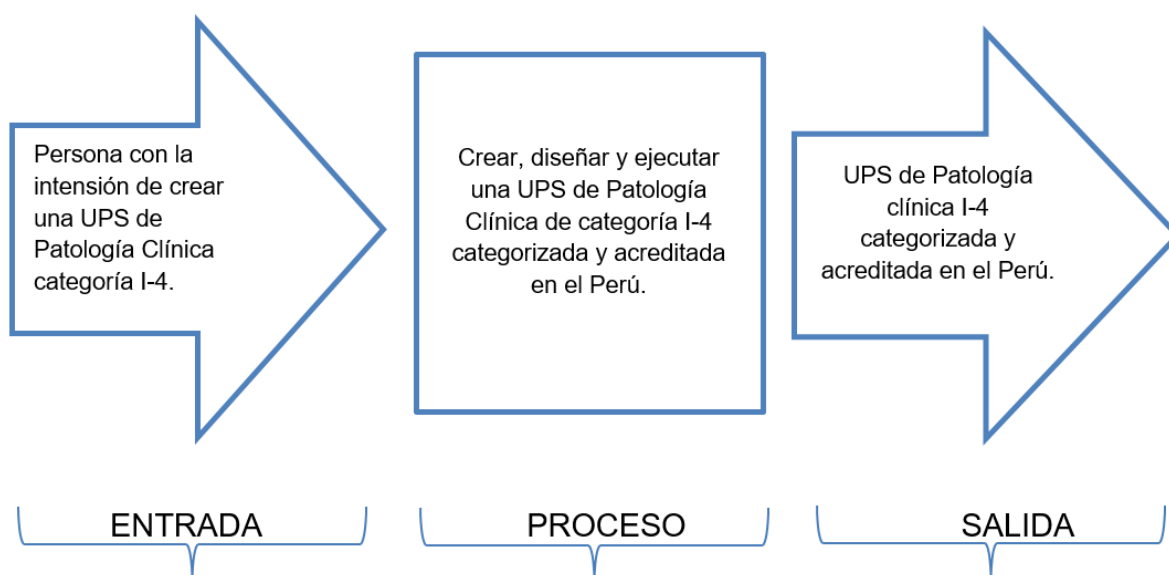 Persona con la
intensión de crear
una UPS de
Patología Clínica
categoría I-4.
Crear, diseñar y ejecutar
una UPS de Patología
Clínica de categoría I-4
categorizada y acreditada
en el Perú.
UPS de Patología
clínica I-4
categorizada y
acreditada en el Perú.
ENTRADA
PROCESO
SALIDA